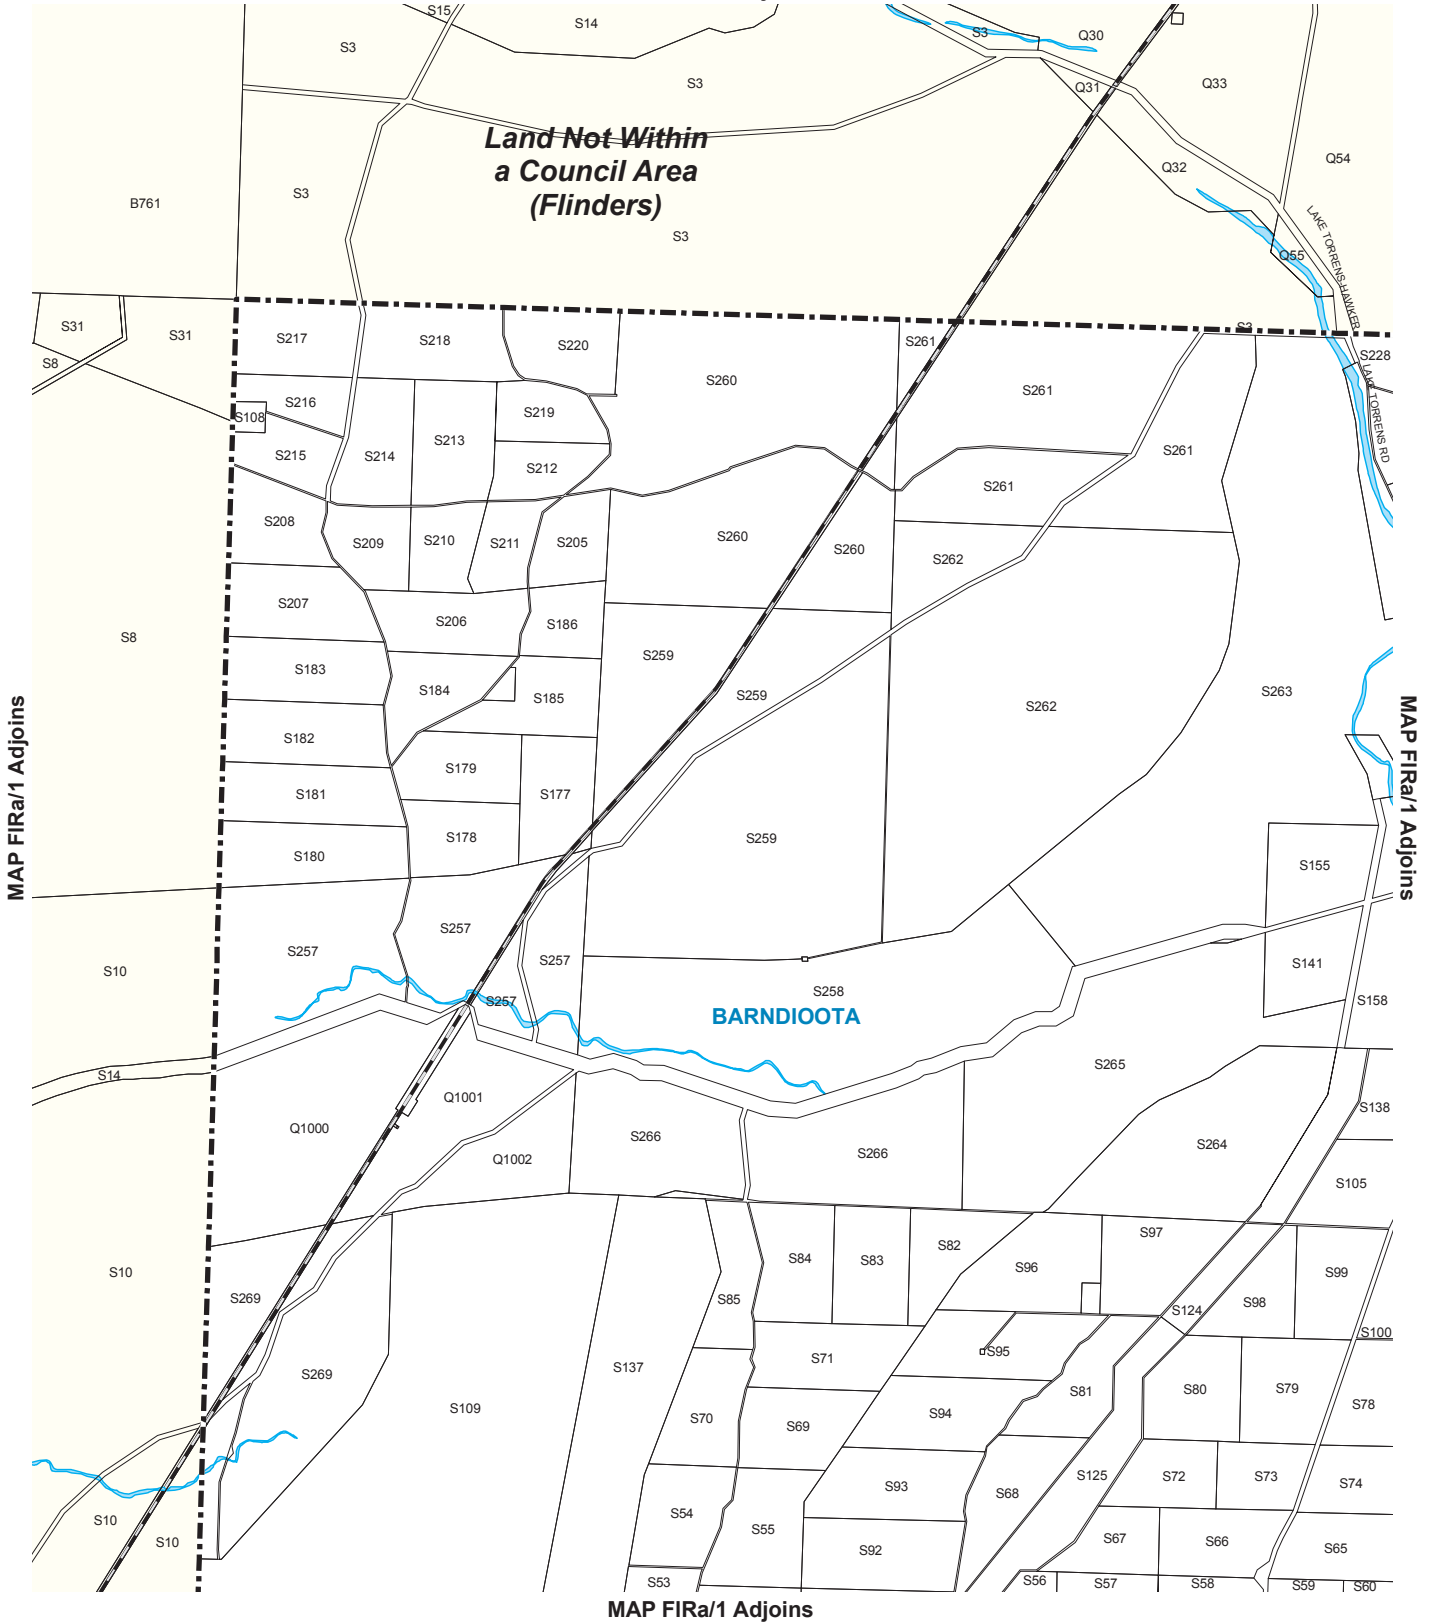 S15
S14
S3
Q30
S3
S3
Q31
Q33
Land Not Within
a Council Area
(Flinders)
Q54
Q32
B761
S3
S3
LAKE TORRENS-HAWKER
Q55
S31
S31
S217
S218
S220
S261
S3
S228
S8
S260
S261
LAKE TORRENS RD
S216
S108
S219
S213
S215
S214
S212
S261
S261
S208
S209
S210
S211
S205
S260
S260
S262
S207
S206
S186
S8
S183
S259
S184
S185
S259
S262
S263
MAP FIRa/1 Adjoins
MAP FIRa/1 Adjoins
S182
S179
S181
S177
S178
S259
S180
S155
S257
S257
S257
S10
S141
S258
S257
S158
BARNDIOOTA
S14
S265
Q1001
S138
Q1000
S266
S266
S264
Q1002
S105
S97
S84
S83
S82
S96
S10
S99
S269
S85
S124
S98
S100
S95
S71
S137
S269
S81
S80
S79
S78
S109
S70
S69
S94
S125
S72
S73
S74
S93
S68
S54
S10
S55
S67
S66
S10
S92
S65
S53
S56
S57
S58
S59
S60
MAP FIRa/1 Adjoins